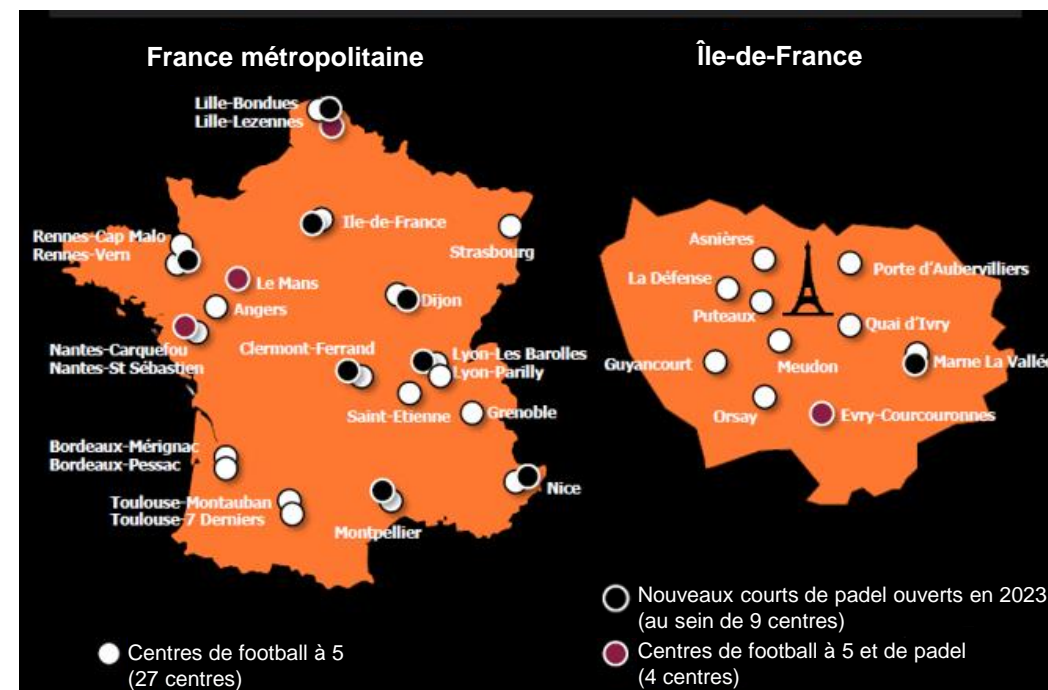 France métropolitaine
Île-de-France
Lille-Bondues
Lille-Lezennes
Ile-de-France
Strasbourg
Rennes-Cap Malo
Rennes-Vern
Le Mans
Angers
Dijon
Nantes-Carquefou
Nantes-St Sébastien
Clermont-Ferrand
Lyon-Les Barolles
Lyon-Parilly
Saint-Etienne
Grenoble
Bordeaux-Mérignac
Bordeaux-Pessac
Toulouse-Montauban
Toulouse-7 Derniers
Montpellier
Nice
Asnières
Porte d'Aubervilliers
La Défense
Puteaux
Quai d'Ivry
Guyancourt
Meudon
Marne La Vallée
Orsay
Evry-Courcouronnes
Centres de football à 5
(27 centres)
Nouveaux courts de padel ouverts en 2023
(au sein de 9 centres)
Centres de football à 5 et de padel
(4 centres)